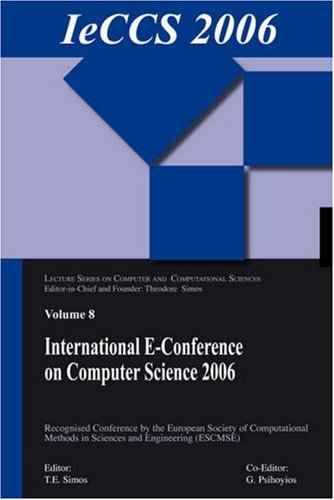 IeCCS 2006
LECTURE SERIES ON COMPUTER AND COMPUTATIONAL SCIENCES
Editor-in-Chief and Founder: Theodore Simos
Volume 8
International E-Conference
on Computer Science 2006
Recognised Conference by the European Society of Computational
Methods in Sciences and Engineering (ESCMSE)
Editor: Co-Editor:
T.E. Simos G. Psihoyios